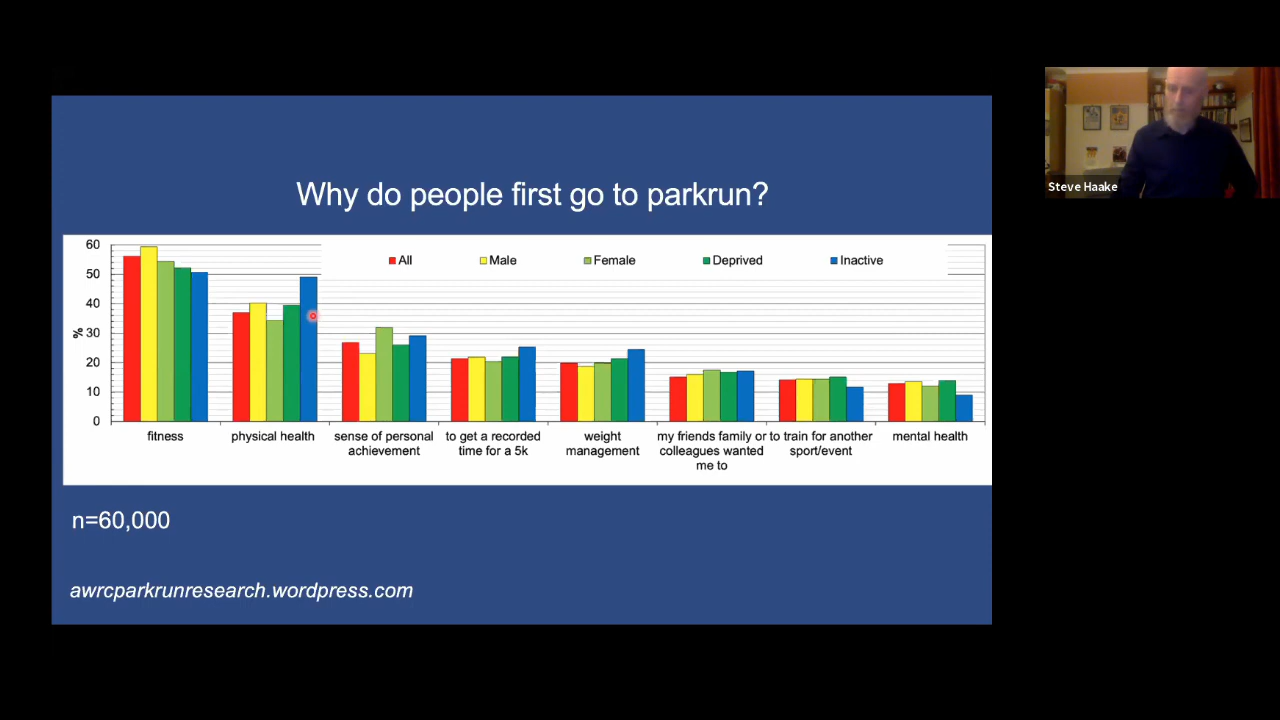 Why do people first go to parkrun?
60
50
40
30
20
10
0
%
All
Male
Female
Deprived
Inactive
fitness
physical health
sense of personal
achievement
to get a recorded
time for a 5k
weight
management
my friends family or
colleagues wanted
me to
to train for another
sport/event
mental health
n=60,000
awrcparkrunresearch.wordpress.com
Steve Haake